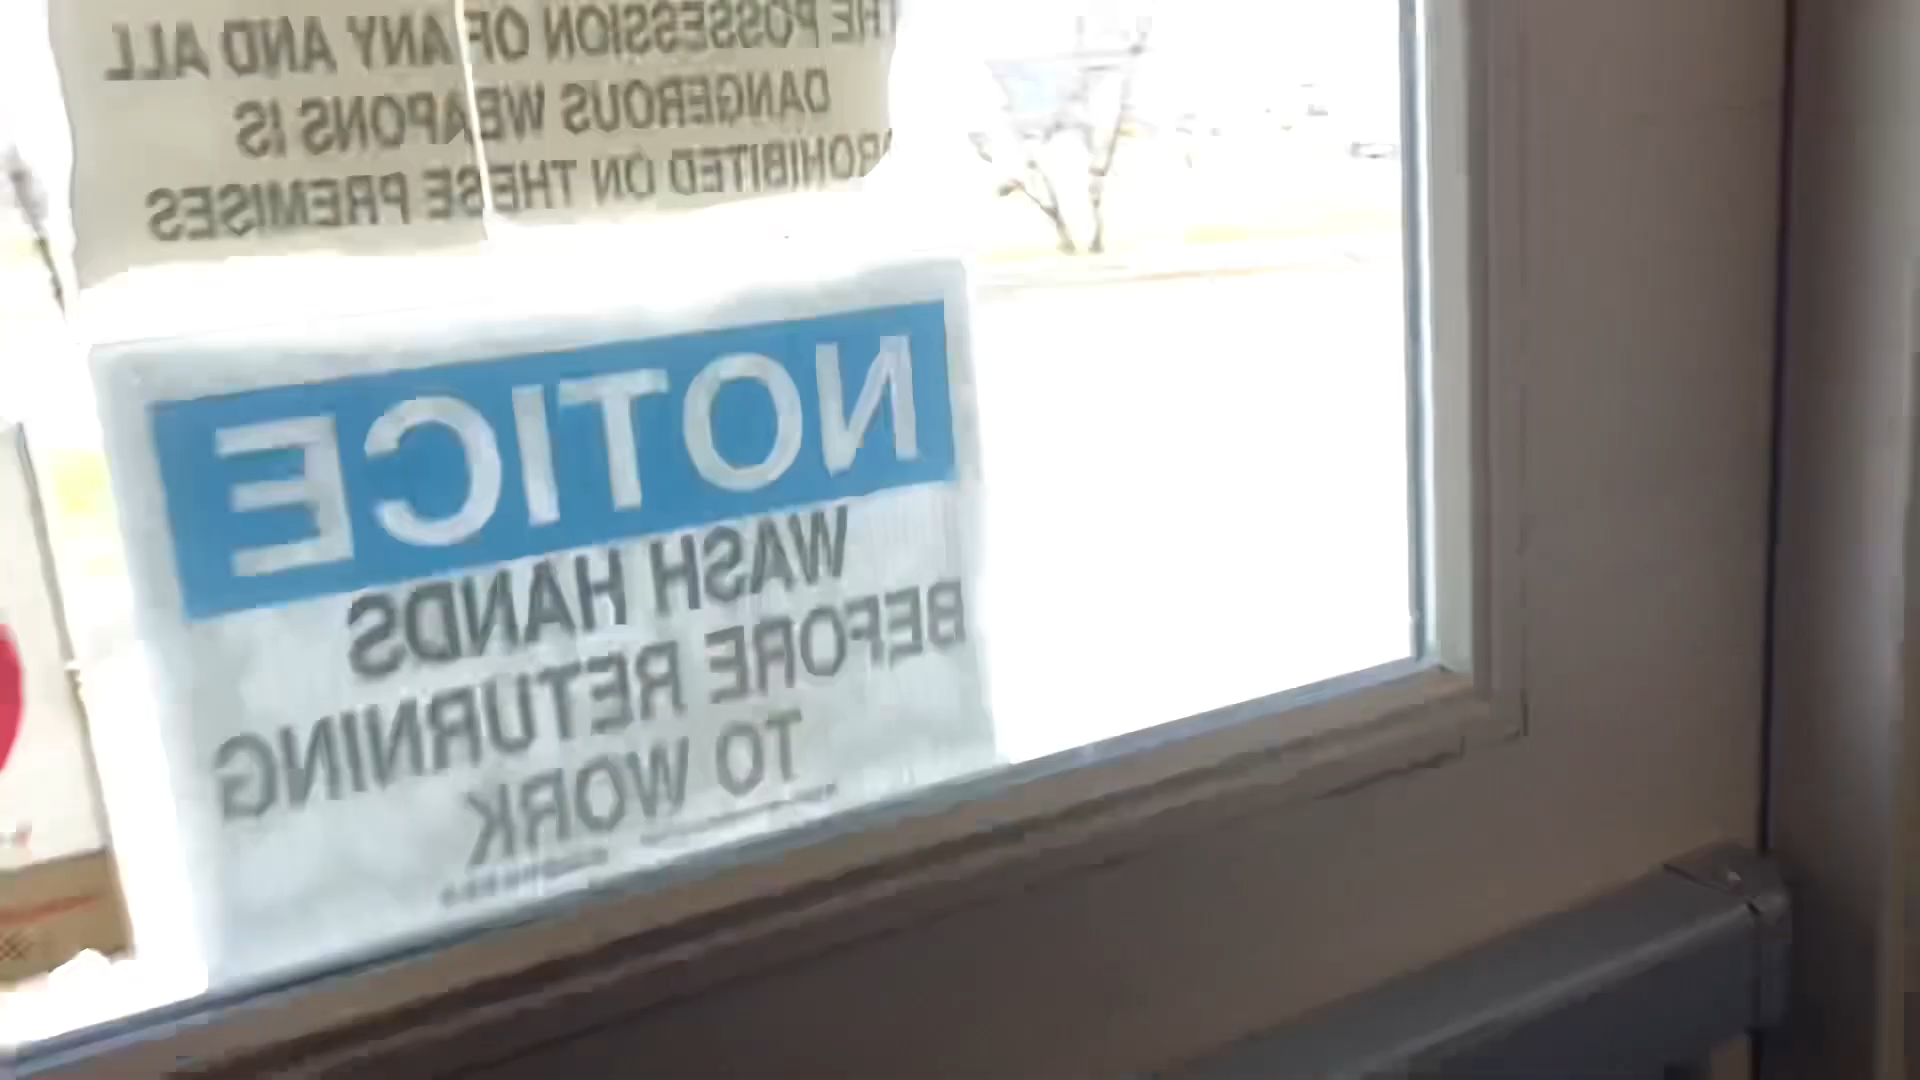 THE POSSESSION OF ANY AND ALL
DANGEROUS WEAPONS IS
PROHIBITED ON THESE PREMISES
NOTICE
WASH HANDS
BEFORE RETURNING
TO WORK